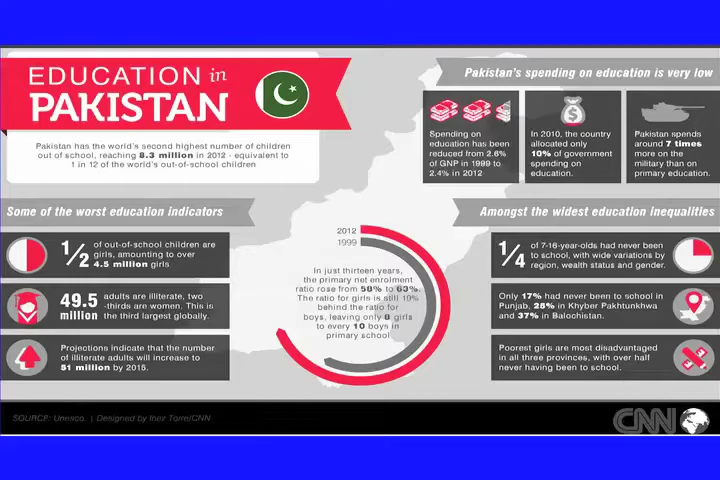 EDUCATION in
PAKISTAN
Pakistan has the world's second highest number of children
out of school, reaching 8.3 million in 2012 - equivalent to
1 in 12 of the world's out-of-school children
Pakistan's spending on education is very low
Spending on
education has been
reduced from 2.6%
of GNP in 1999 to
2.4% in 2012
In 2010, the country
allocated only
10% of government
spending on
education.
Pakistan spends
around 7 times
more on the
military than on
primary education.
Some of the worst education indicators
1/2
of out-of-school children are
girls, amounting to over
4.5 million girls
49.5
million
adults are illiterate, two
-thirds are women. This is
the third largest globally.
Projections indicate that the number
of illiterate adults will increase to
51 million by 2015.
2012
1999
In just thirteen years,
the primary net enrolment
ratio rose from 58% to 63%.
The ratio for girls is still 19%
behind the ratio for
boys, leaving only 8 girls
to every 10 boys in
primary school
Amongst the widest education inequalities
1/4
of 7-16-year-olds had never been
to school, with wide variations by
region, wealth status and gender.
Only 17% had never been to school in
Punjab, 25% in Khyber Pakhtunkhwa
and 37% in Balochistan.
Poorest girls are most disadvantaged
in all three provinces, with over half
never having been to school.
SOURCE: Unesco. | Designed by Inez Torre/CNN
CNN